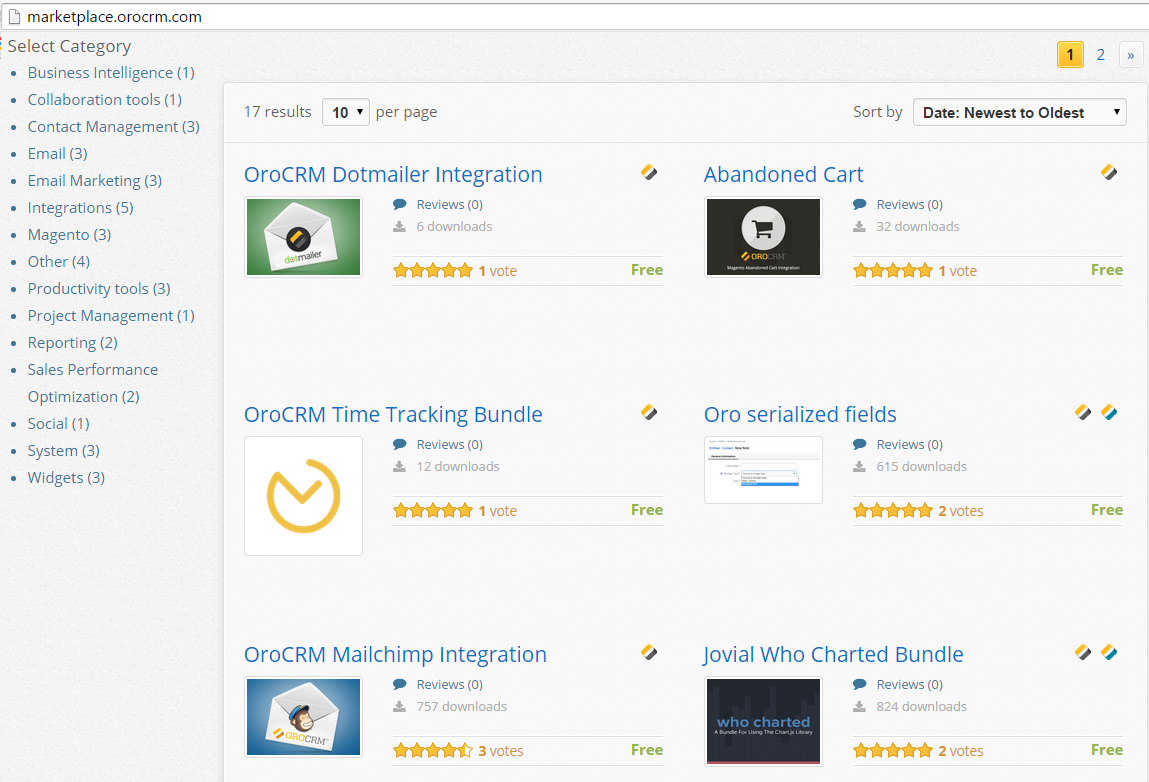 marketplace.orocrm.com
Select Category
Business Intelligence (1)
Collaboration tools (1)
Contact Management (3)
Email (3)
Email Marketing (3)
Integrations (5)
Magento (3)
Other (4)
Productivity tools (3)
Project Management (1)
Reporting (2)
Sales Performance
Optimization (2)
Social (1)
System (3)
Widgets (3)
1 2 »
17 results 10 per page
Sort by Date: Newest to Oldest
OroCRM Dotmailer Integration
dotmailer
Reviews (0)
6 downloads
1 vote Free
Abandoned Cart
OROCRM
Magento Abandoned Cart Integration
Reviews (0)
32 downloads
1 vote Free
OroCRM Time Tracking Bundle
Reviews (0)
12 downloads
1 vote Free
Oro serialized fields
General Information
Reviews (0)
615 downloads
2 votes Free
OroCRM Mailchimp Integration
OROCRM
Reviews (0)
757 downloads
3 votes Free
Jovial Who Charted Bundle
who charted
A Bundle For Using The Chart.js Library
Reviews (0)
824 downloads
2 votes Free